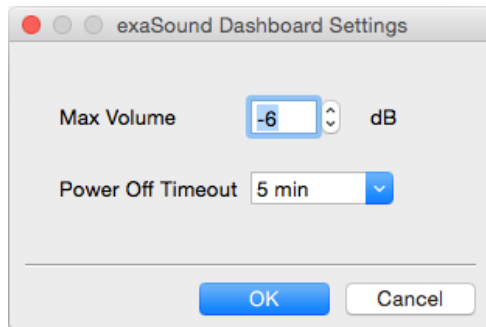 exaSound Dashboard Settings
Max Volume -6 dB
Power Off Timeout 5 min
OK Cancel